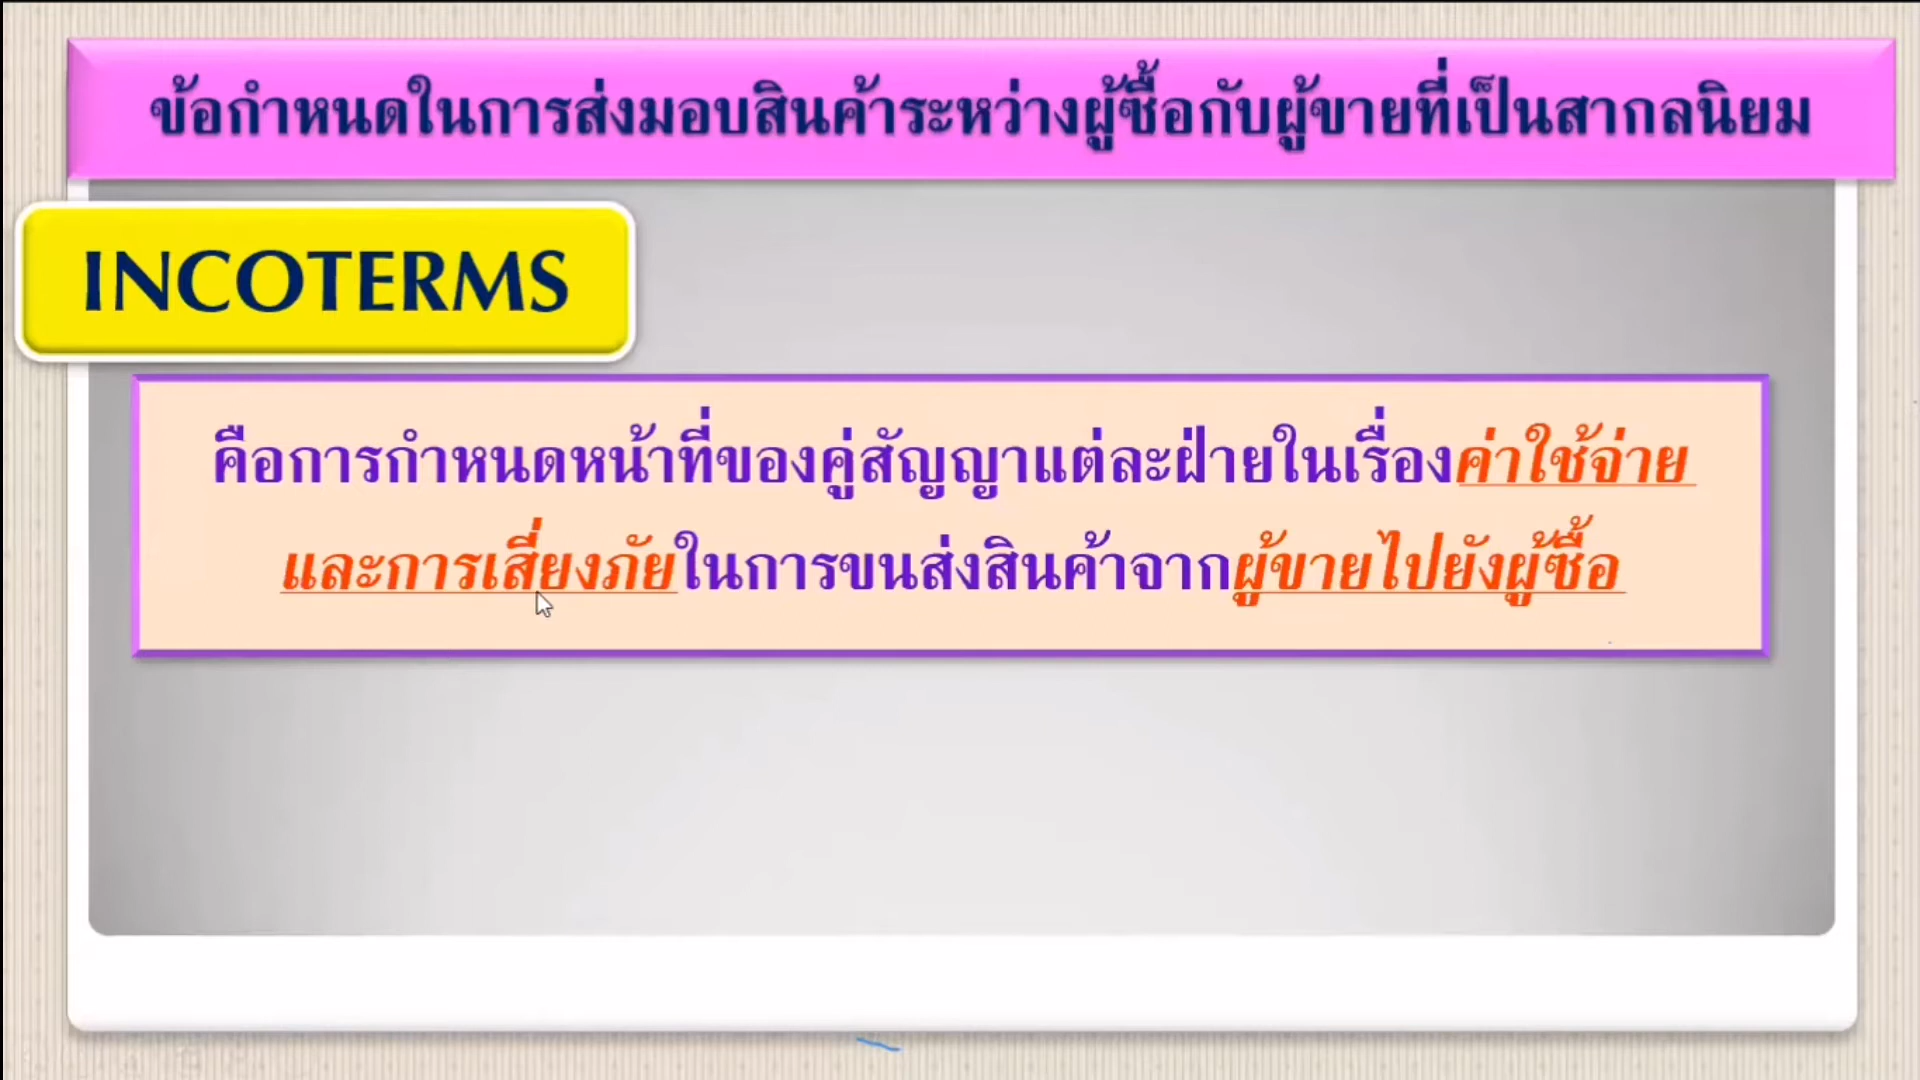 ข้อกำหนดในการส่งมอบสินค้าระหว่างผู้ซื้อกับผู้ขายที่เป็นสากลนิยม
INCOTERMS
คือการกำหนดหน้าที่ของคู่สัญญาแต่ละฝ่ายในเรื่องค่าใช้จ่าย
และการเสี่ยงภัยในการขนส่งสินค้าจากผู้ขายไปยังผู้ซื้อ